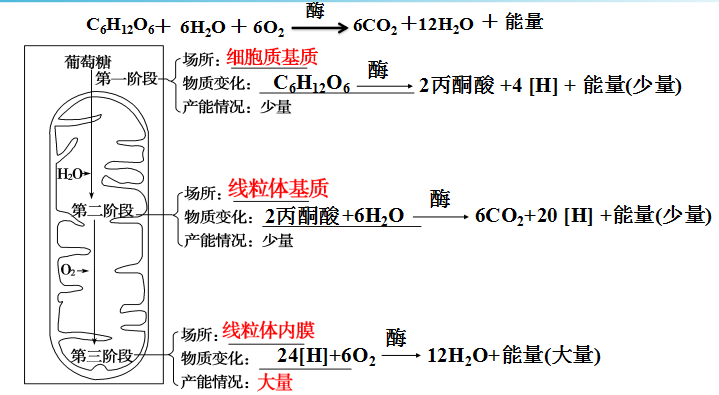 C₆H₁₂O₆+ 6H₂O + 6O₂ 酶 → 6CO₂+12H₂O + 能量
葡萄糖
第一阶段
场所：细胞质基质
物质变化：C₆H₁₂O₆ 酶 → 2丙酮酸 +4 [H] + 能量(少量)
产能情况：少量
H₂O
第二阶段
场所：线粒体基质
物质变化：2丙酮酸+6H₂O 酶 → 6CO₂+20 [H] +能量(少量)
产能情况：少量
O₂
第三阶段
场所：线粒体内膜
物质变化：24[H]+6O₂ 酶 → 12H₂O+能量(大量)
产能情况：大量